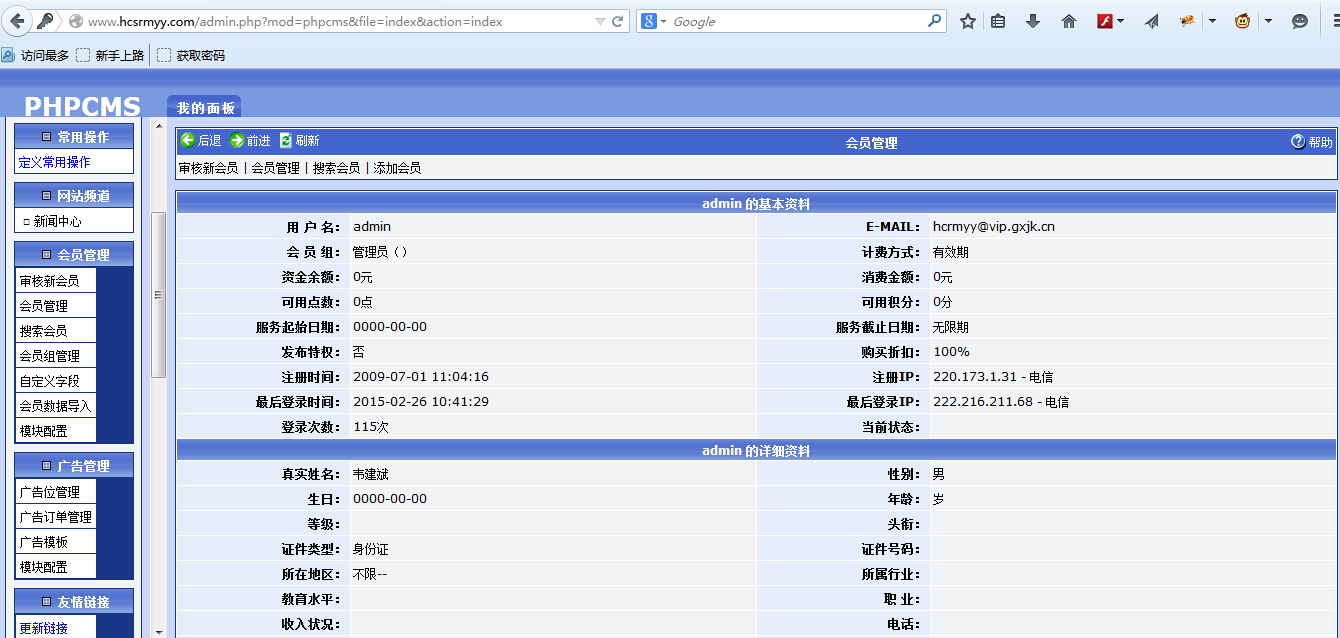 www.hcsrmyy.com/admin.php?mod=phpcms&file=index&action=index
Google
访问最多 新手上路 获取密码
PHPCMS
我的面板
常用操作
定义常用操作
网站频道
新闻中心
会员管理
审核新会员
会员管理
搜索会员
会员组管理
自定义字段
会员数据导入
模块配置
广告管理
广告位管理
广告订单管理
广告模板
模块配置
友情链接
更新链接
后退 前进 刷新 会员管理 帮助
审核新会员 | 会员管理 | 搜索会员 | 添加会员
admin 的基本资料
用 户 名： admin E-MAIL： hcrmyy@vip.gxjk.cn
会 员 组： 管理员（） 计费方式： 有效期
资金余额： 0元 消费金额： 0元
可用点数： 0点 可用积分： 0分
服务起始日期： 0000-00-00 服务截止日期： 无限期
发布特权： 否 购买折扣： 100%
注册时间： 2009-07-01 11:04:16 注册IP： 220.173.1.31 - 电信
最后登录时间： 2015-02-26 10:41:29 最后登录IP： 222.216.211.68 - 电信
登录次数： 115次 当前状态：
admin 的详细资料
真实姓名： 韦建斌 性别： 男
生日： 0000-00-00 年龄： 岁
等级： 头衔：
证件类型： 身份证 证件号码：
所在地区： 不限-- 所属行业：
教育水平： 职 业：
收入状况： 电话：